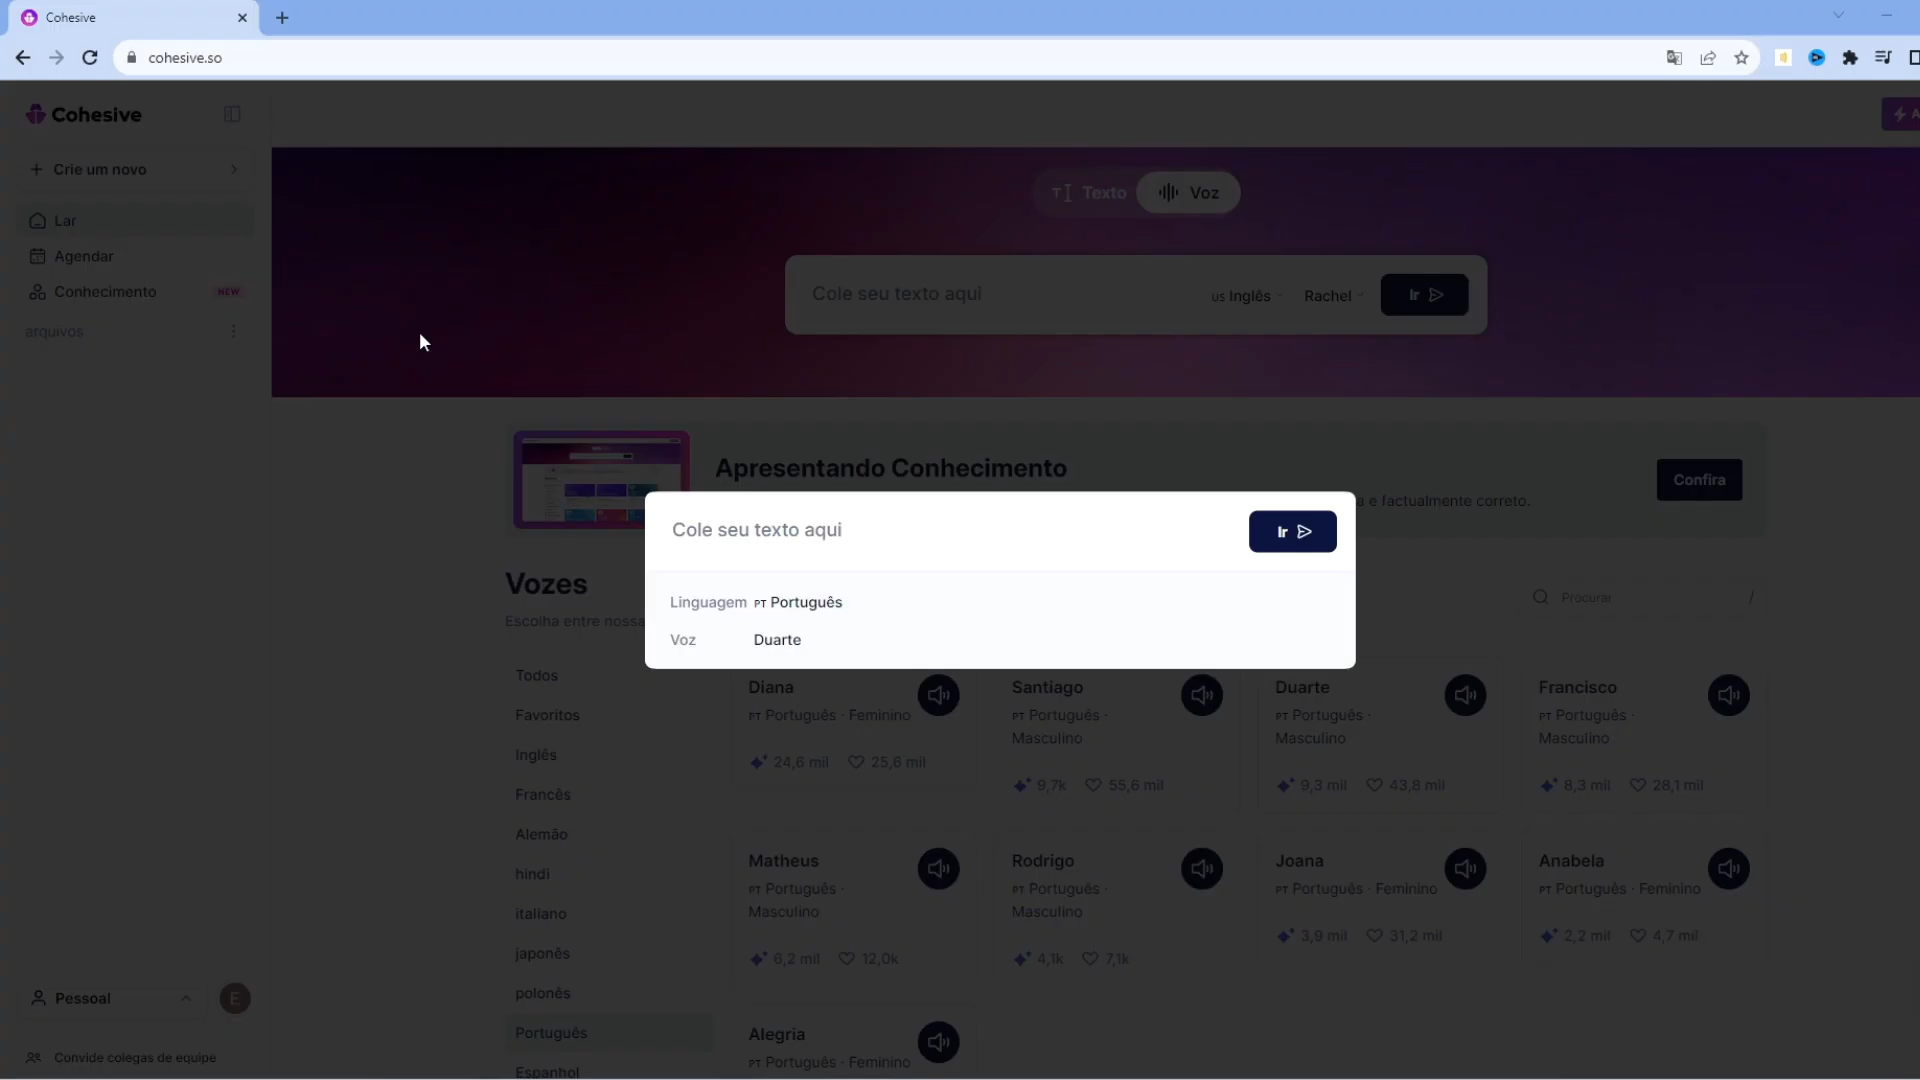 Cohesive
cohesive.so
Cohesive
Crie um novo
Lar
Agendar
Conhecimento NEW
arquivos
Texto Voz
Cole seu texto aqui US Inglês Rachel Ir
Apresentando Conhecimento
a e factualmente correto.
Confira
Cole seu texto aqui Ir
Linguagem PT Português
Voz Duarte
Vozes
Escolha entre nossa
Procurar /
Todos
Favoritos
Inglês
Francês
Alemão
hindi
italiano
japonês
polonês
Português
Espanhol
Diana
PT Português · Feminino
24,6 mil 25,6 mil
Santiago
PT Português ·
Masculino
9,7k 55,6 mil
Duarte
PT Português ·
Masculino
9,3 mil 43,8 mil
Francisco
PT Português ·
Masculino
8,3 mil 28,1 mil
Matheus
PT Português ·
Masculino
6,2 mil 12,0k
Rodrigo
PT Português ·
Masculino
4,1k 7,1k
Joana
PT Português · Feminino
3,9 mil 31,2 mil
Anabela
PT Português · Feminino
2,2 mil 4,7 mil
Alegria
PT Português · Feminino
Pessoal E
Convide colegas de equipe